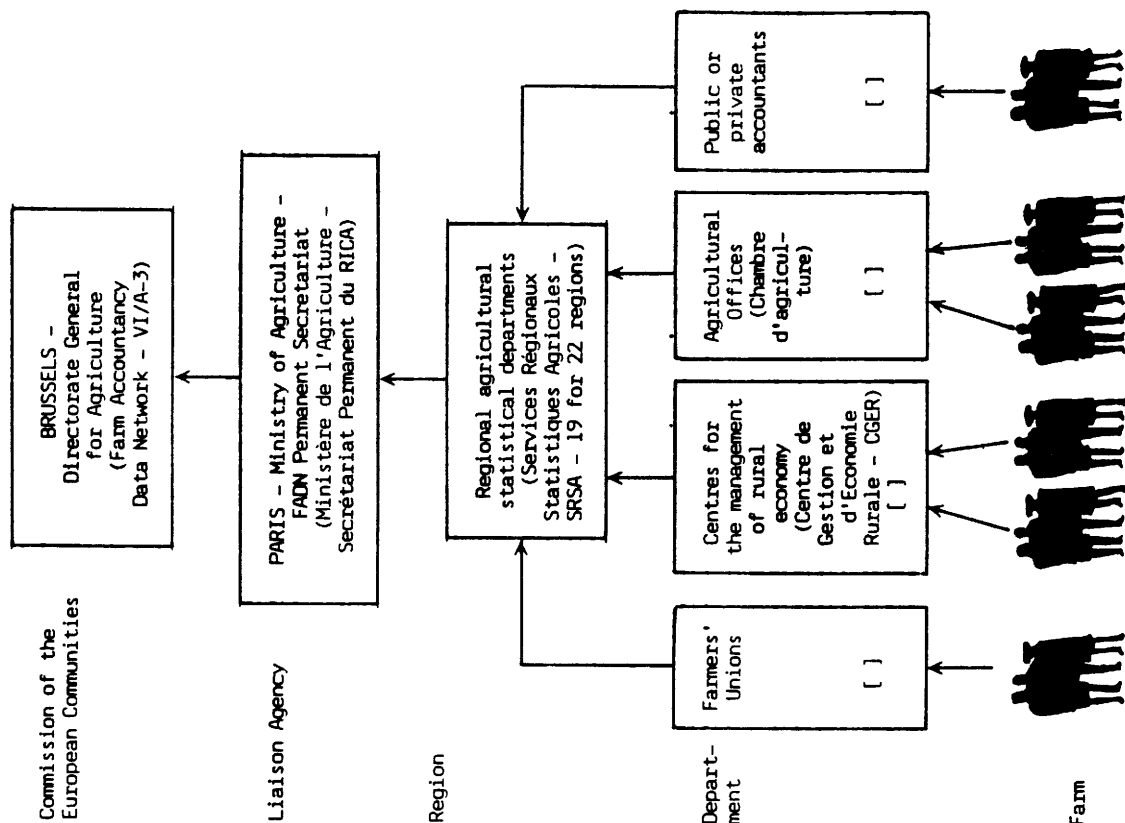 Commission of the
European Communities
BRUSSELS -
Directorate General
for Agriculture
(Farm Accountancy
Data Network - VI/A-3)
Liaison Agency
PARIS - Ministry of Agriculture -
FADN Permanent Secretariat
(Ministère de l'Agriculture -
Secrétariat Permanent du RICA)
Region
Regional agricultural
statistical departments
(Services Régionaux
Statistiques Agricoles -
SRSA - 19 for 22 regions)
Depart-
ment
Farmers'
Unions
[ ]
Centres for
the management
of rural
economy
(Centre de
Gestion et
d'Economie
Rurale - CGER)
[ ]
Agricultural
Offices
(Chambre
d'agricul-
ture)
[ ]
Public or
private
accountants
[ ]
Farm